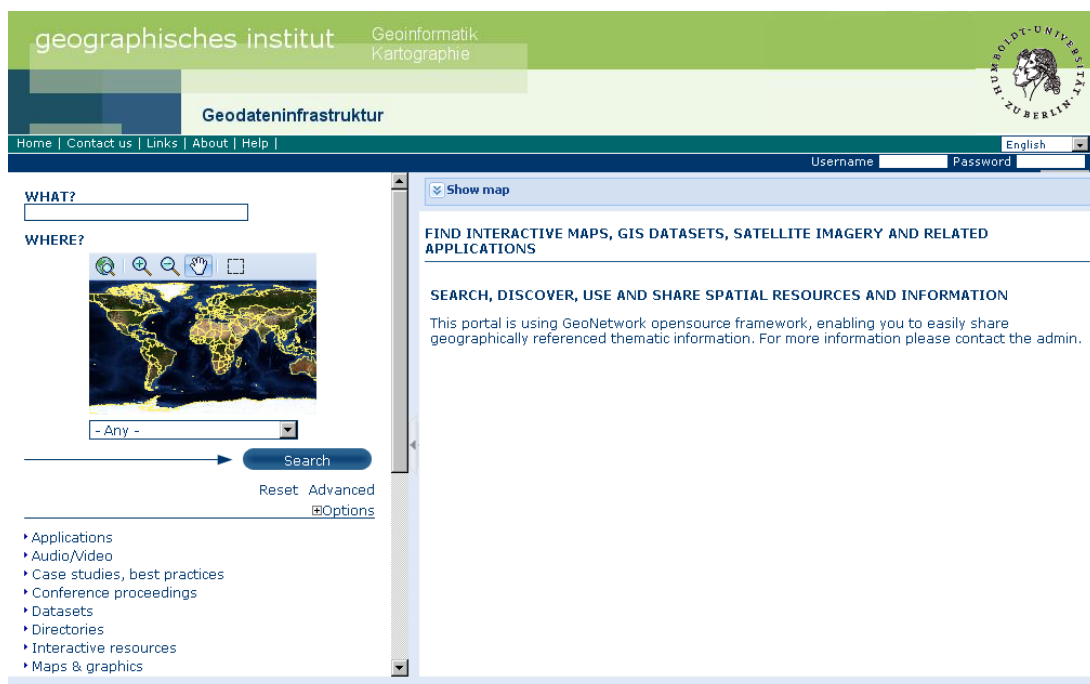 geographisches institut
Geoinformatik
Kartographie
HUMBOLDT-UNIVERSITÄT ZU BERLIN
Geodateninfrastruktur
Home | Contact us | Links | About | Help |
English
Username
Password
WHAT?
WHERE?
- Any -
Search
Reset Advanced
Options
Applications
Audio/Video
Case studies, best practices
Conference proceedings
Datasets
Directories
Interactive resources
Maps & graphics
Show map
FIND INTERACTIVE MAPS, GIS DATASETS, SATELLITE IMAGERY AND RELATED
APPLICATIONS
SEARCH, DISCOVER, USE AND SHARE SPATIAL RESOURCES AND INFORMATION
This portal is using GeoNetwork opensource framework, enabling you to easily share
geographically referenced thematic information. For more information please contact the admin.